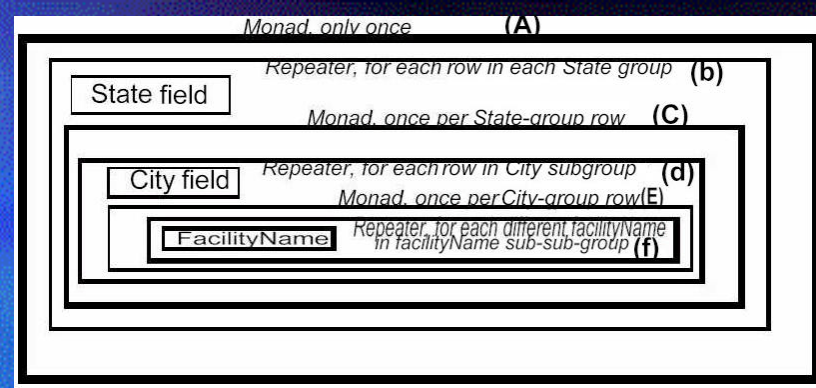 Monad, only once (A)
Repeater, for each row in each State group (b)
State field
Monad, once per State-group row (C)
Repeater, for each row in City subgroup (d)
City field
Monad, once per City-group row (E)
Repeater, for each different facilityName
FacilityName
in facilityName sub-sub-group (f)